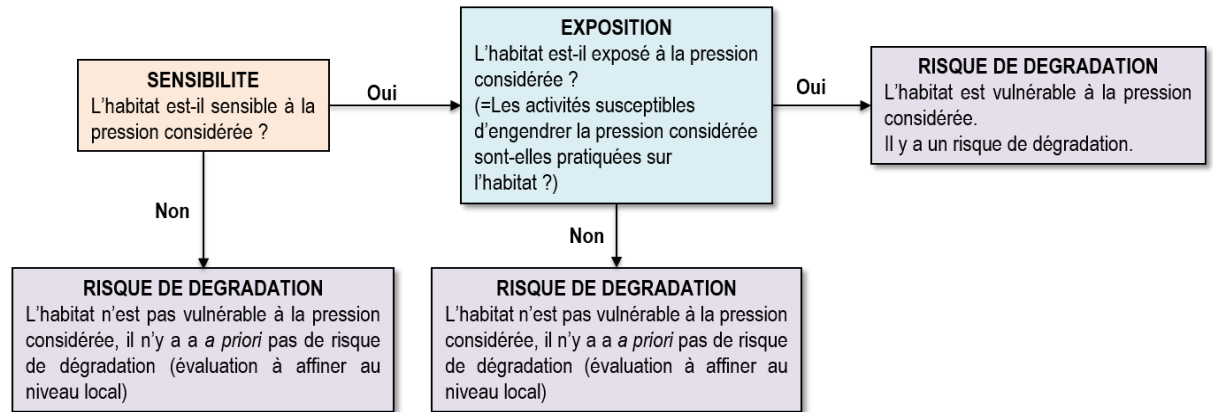 SENSIBILITE
L’habitat est-il sensible à la
pression considérée ?
Oui
EXPOSITION
L’habitat est-il exposé à la pression
considérée ?
(=Les activités susceptibles
d’engendrer la pression considérée
sont-elles pratiquées sur
l’habitat ?)
Oui
RISQUE DE DEGRADATION
L’habitat est vulnérable à la pression
considérée.
Il y a un risque de dégradation.
Non
Non
RISQUE DE DEGRADATION
L’habitat n’est pas vulnérable à la pression
considérée, il n’y a a a priori pas de risque
de dégradation (évaluation à affiner au
niveau local)
RISQUE DE DEGRADATION
L’habitat n’est pas vulnérable à la pression
considérée, il n’y a a a priori pas de risque
de dégradation (évaluation à affiner au
niveau local)